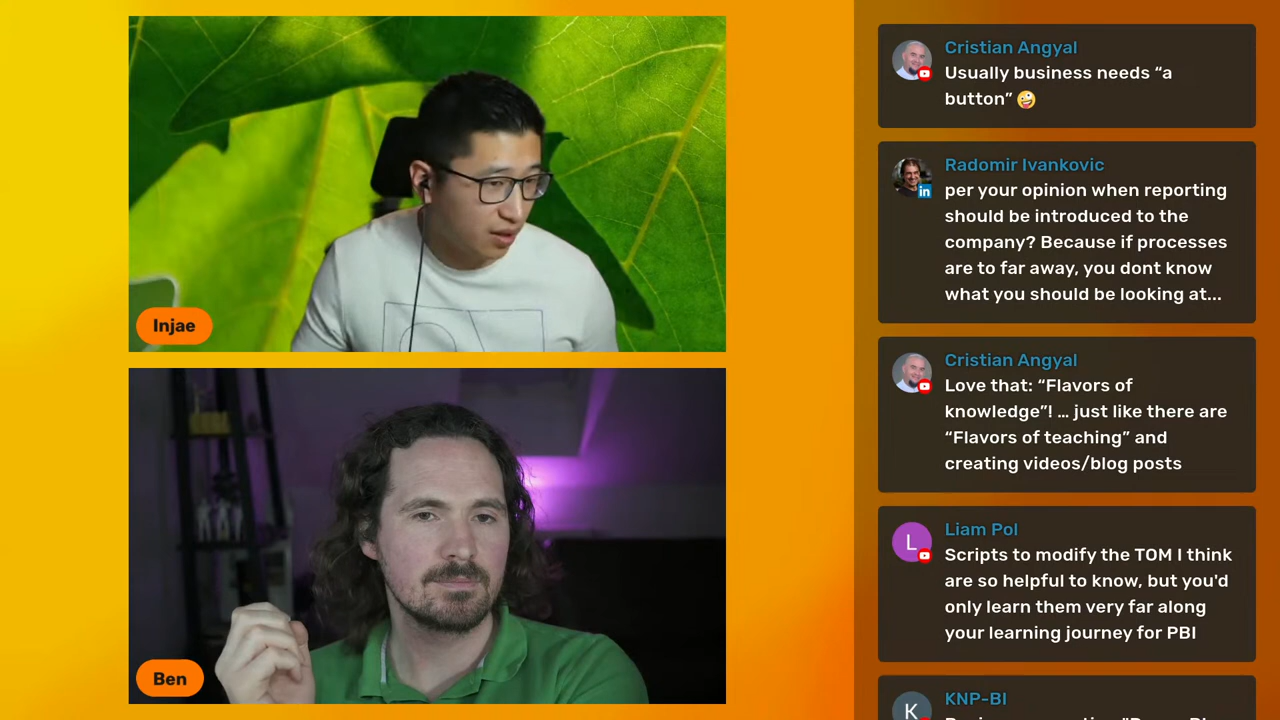 Injae
Ben
Cristian Angyal
Usually business needs “a
button” 🤪
Radomir Ivankovic
in
per your opinion when reporting
should be introduced to the
company? Because if processes
are to far away, you dont know
what you should be looking at...
Cristian Angyal
Love that: “Flavors of
knowledge”! … just like there are
“Flavors of teaching” and
creating videos/blog posts
L
Liam Pol
Scripts to modify the TOM I think
are so helpful to know, but you'd
only learn them very far along
your learning journey for PBI
K
KNP-BI